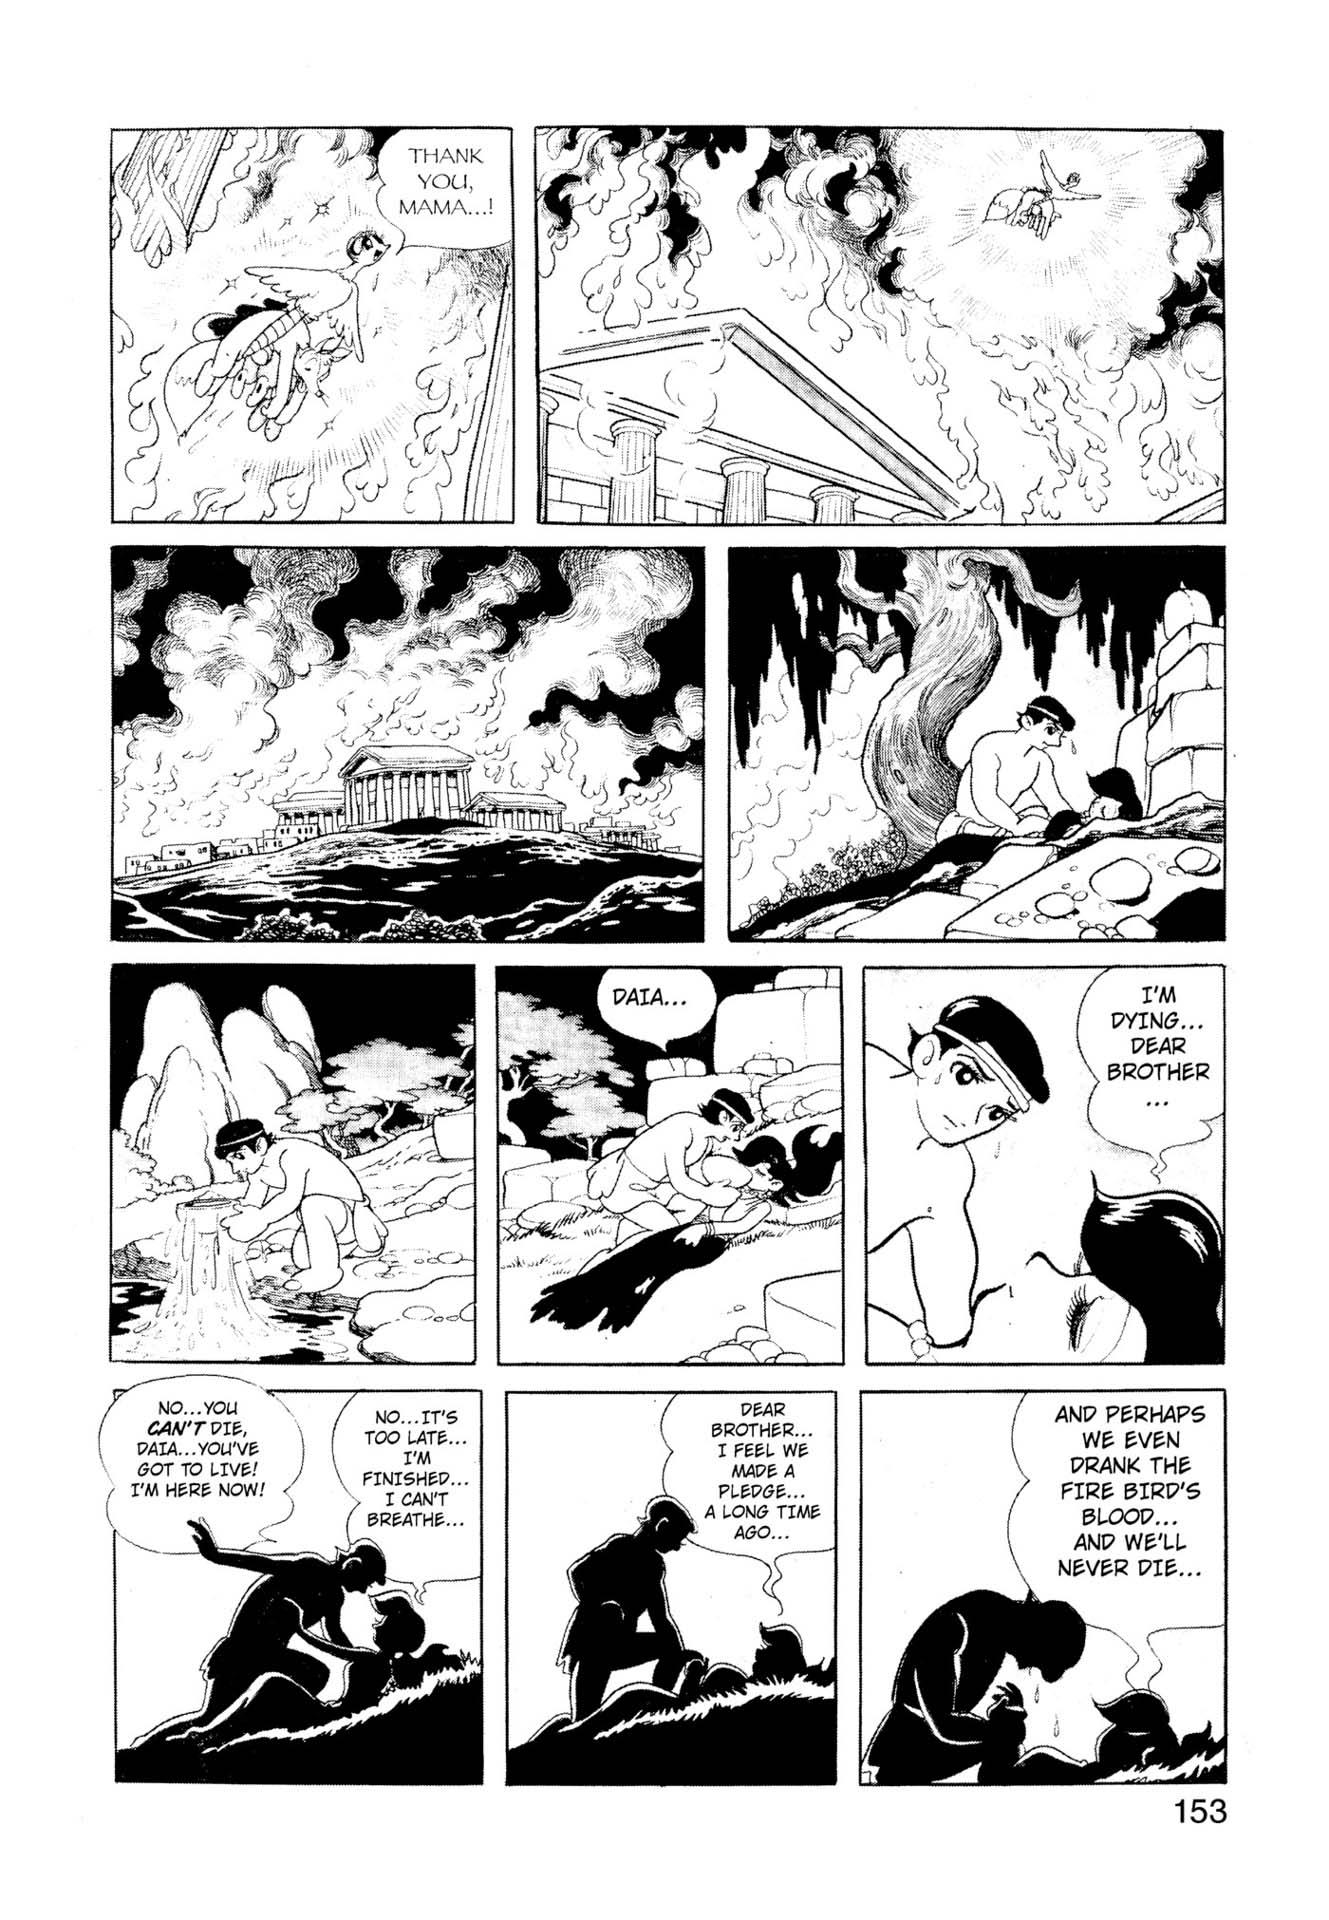 THANK
YOU,
MAMA...!
DAIA...
I'M
DYING...
DEAR
BROTHER
...
NO...YOU
CAN'T DIE,
DAIA...YOU'VE
GOT TO LIVE!
I'M HERE NOW!
NO...IT'S
TOO LATE...
I'M
FINISHED...
I CAN'T
BREATHE...
DEAR
BROTHER...
I FEEL WE
MADE A
PLEDGE...
A LONG TIME
AGO...
AND PERHAPS
WE EVEN
DRANK THE
FIRE BIRD'S
BLOOD...
AND WE'LL
NEVER DIE...
153